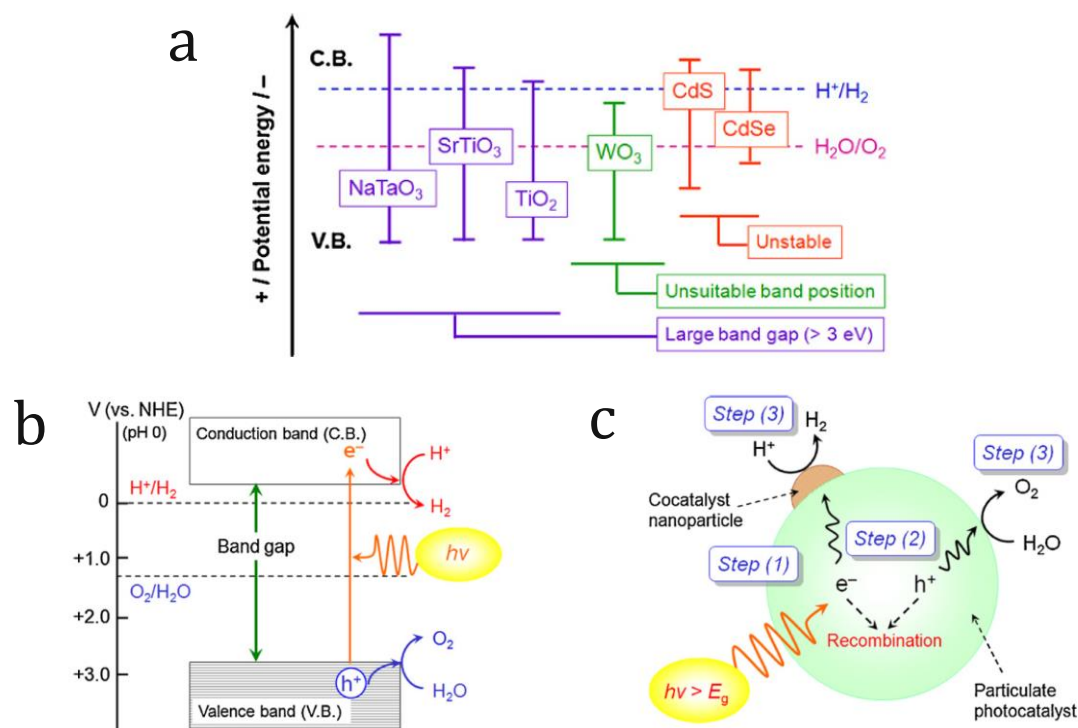 a
+ / Potential energy / –
C.B.
V.B.
NaTaO₃
SrTiO₃
TiO₂
WO₃
CdS
CdSe
H⁺/H₂
H₂O/O₂
Unstable
Unsuitable band position
Large band gap (> 3 eV)
b
V (vs. NHE)
(pH 0)
Conduction band (C.B.)
e⁻
H⁺
H₂
H⁺/H₂
0
Band gap
hν
+1.0
O₂/H₂O
+2.0
+3.0
O₂
h⁺
H₂O
Valence band (V.B.)
c
Step (3)
H₂
H⁺
Step (3)
O₂
Cocatalyst
nanoparticle
Step (2)
H₂O
Step (1)
e⁻
h⁺
Recombination
hν > Eg
Particulate
photocatalyst